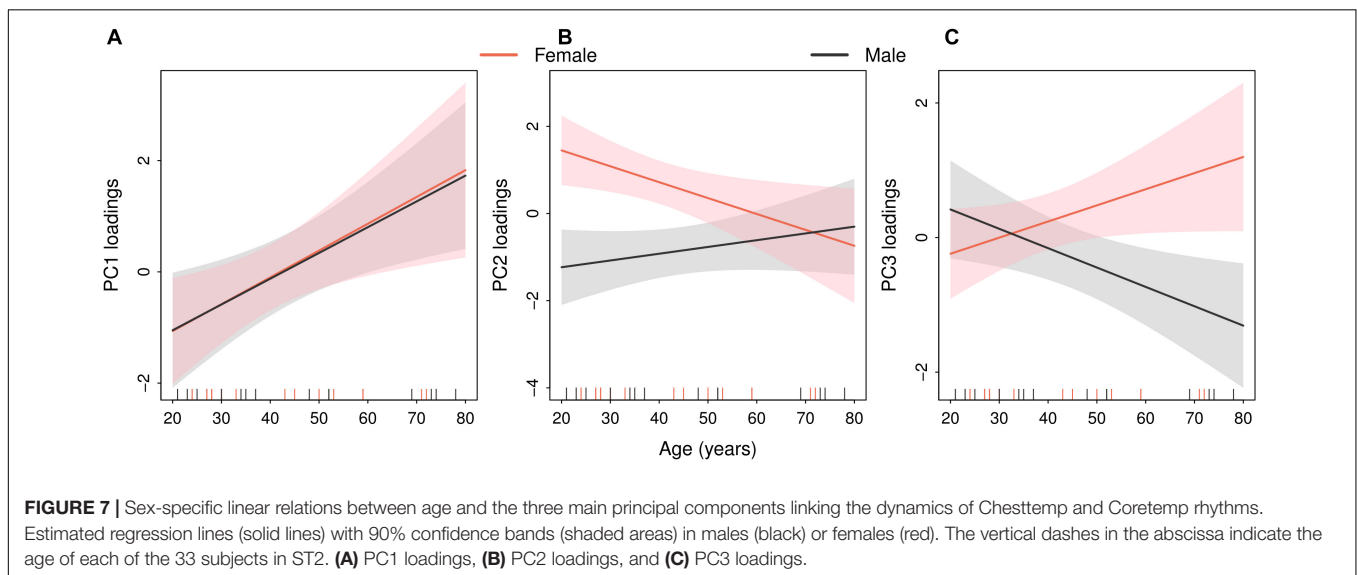 A
B
C
Female
Male
PC1 loadings
2
0
−2
20 30 40 50 60 70 80
PC2 loadings
2
0
−2
−4
20 30 40 50 60 70 80
PC3 loadings
2
0
−2
20 30 40 50 60 70 80
Age (years)
FIGURE 7 | Sex-specific linear relations between age and the three main principal components linking the dynamics of Chesttemp and Coretemp rhythms.
Estimated regression lines (solid lines) with 90% confidence bands (shaded areas) in males (black) or females (red). The vertical dashes in the abscissa indicate the
age of each of the 33 subjects in ST2. (A) PC1 loadings, (B) PC2 loadings, and (C) PC3 loadings.